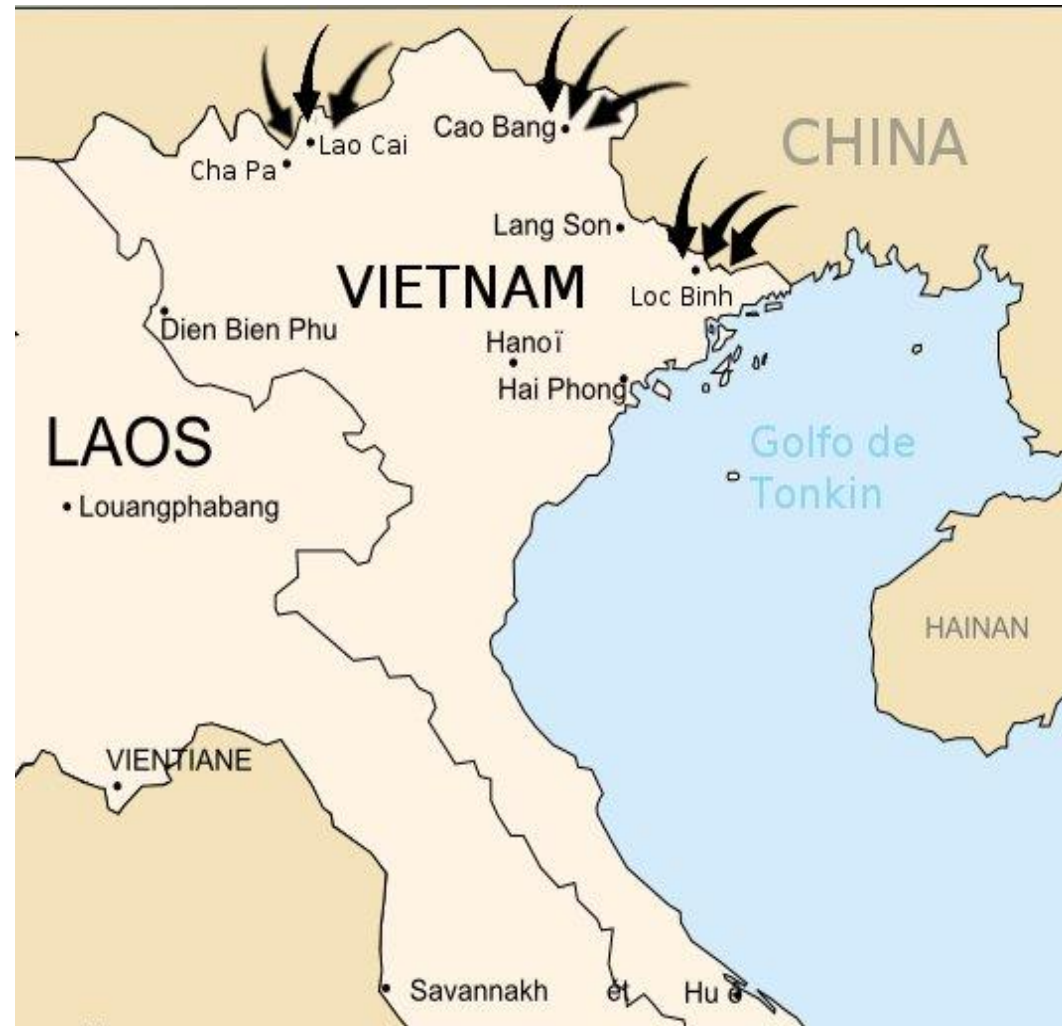 Cao Bang
CHINA
Lao Cai
Cha Pa
Lang Son
VIETNAM
Loc Binh
Dien Bien Phu
Hanoï
Hai Phong
LAOS
Golfo de
Tonkin
Louangphabang
HAINAN
VIENTIANE
Savannakh ét
Hu é